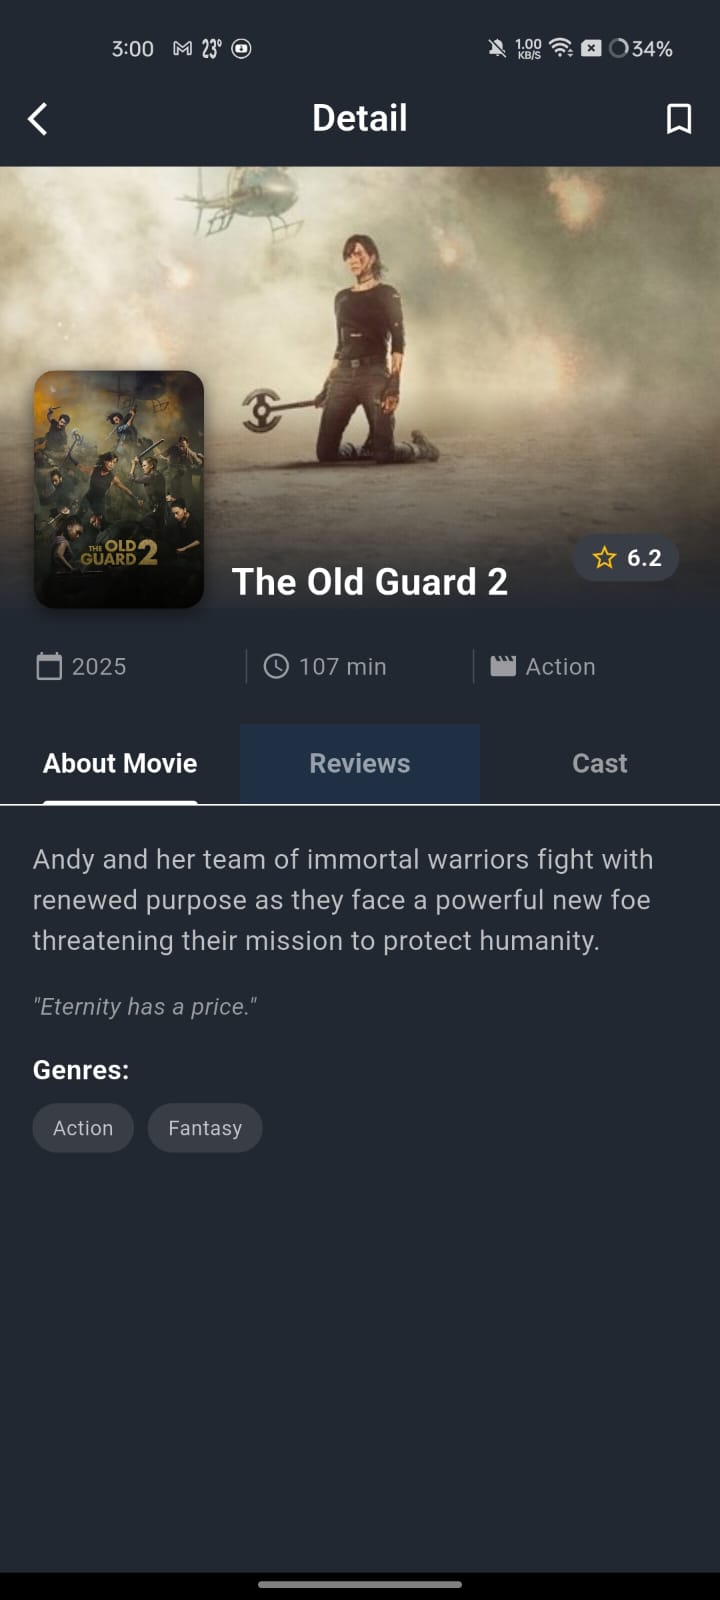 3:00 23° 1.00 KB/S 34%
Detail
THE OLD
GUARD 2
The Old Guard 2
6.2
2025
107 min
Action
About Movie
Reviews
Cast
Andy and her team of immortal warriors fight with
renewed purpose as they face a powerful new foe
threatening their mission to protect humanity.
"Eternity has a price."
Genres:
Action
Fantasy